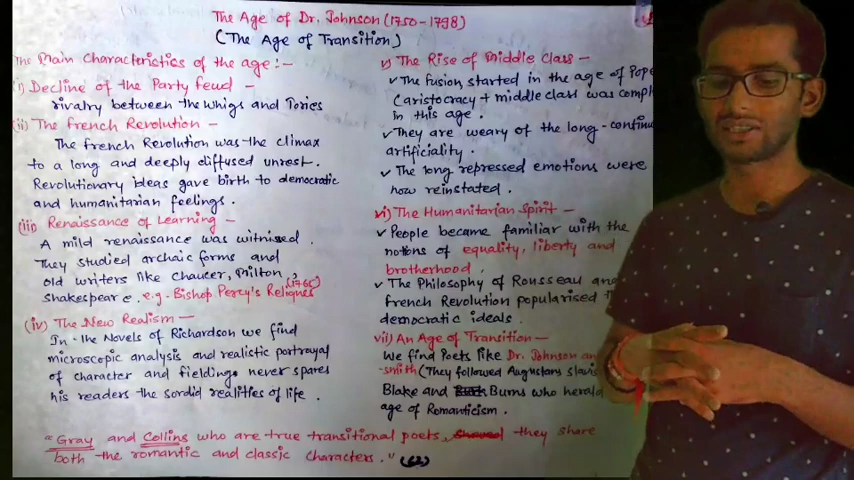 The Age of Dr. Johnson (1750-1798)
(The Age of Transition)
The Main Characteristics of the age:-
i) Decline of the Party feud -
rivalry between the Whigs and Tories
(ii) The French Revolution -
The French Revolution was the climax
to a long and deeply diffused unrest.
Revolutionary ideas gave birth to democratic
and humanitarian feelings.
(iii) Renaissance of Learning -
A mild renaissance was witnissed.
They studied archaic forms and
old writers like Chaucer, Milton,
Shakespeare. e.g- Bishop Percy's Reliques (1765)
(iv) The New Realism -
In the Novels of Richardson we find
microscopic analysis and realistic portrayal
of character and fielding never spares
his readers the sordid realities of life.
v) The Rise of Middle Class -
✓ The fusion started in the age of Pope
(aristocracy + middle class was compl
in this age.
✓ They are weary of the long-continu
artificiality.
✓ The long repressed emotions were
now reinstated.
vi) The Humanitarian Spirit -
✓ People became familiar with the
notions of equality, liberty and
brotherhood.
✓ The Philosophy of Rousseau and
French Revolution popularised
democratic ideals.
vii) An Age of Transition -
We find Poets like Dr. Johnson an
-smith (They followed Augustans slavis
Blake and Burns who herald
age of Romanticism.
"Gray and Collins who are true transitional poets, they share
both the romantic and classic characters."